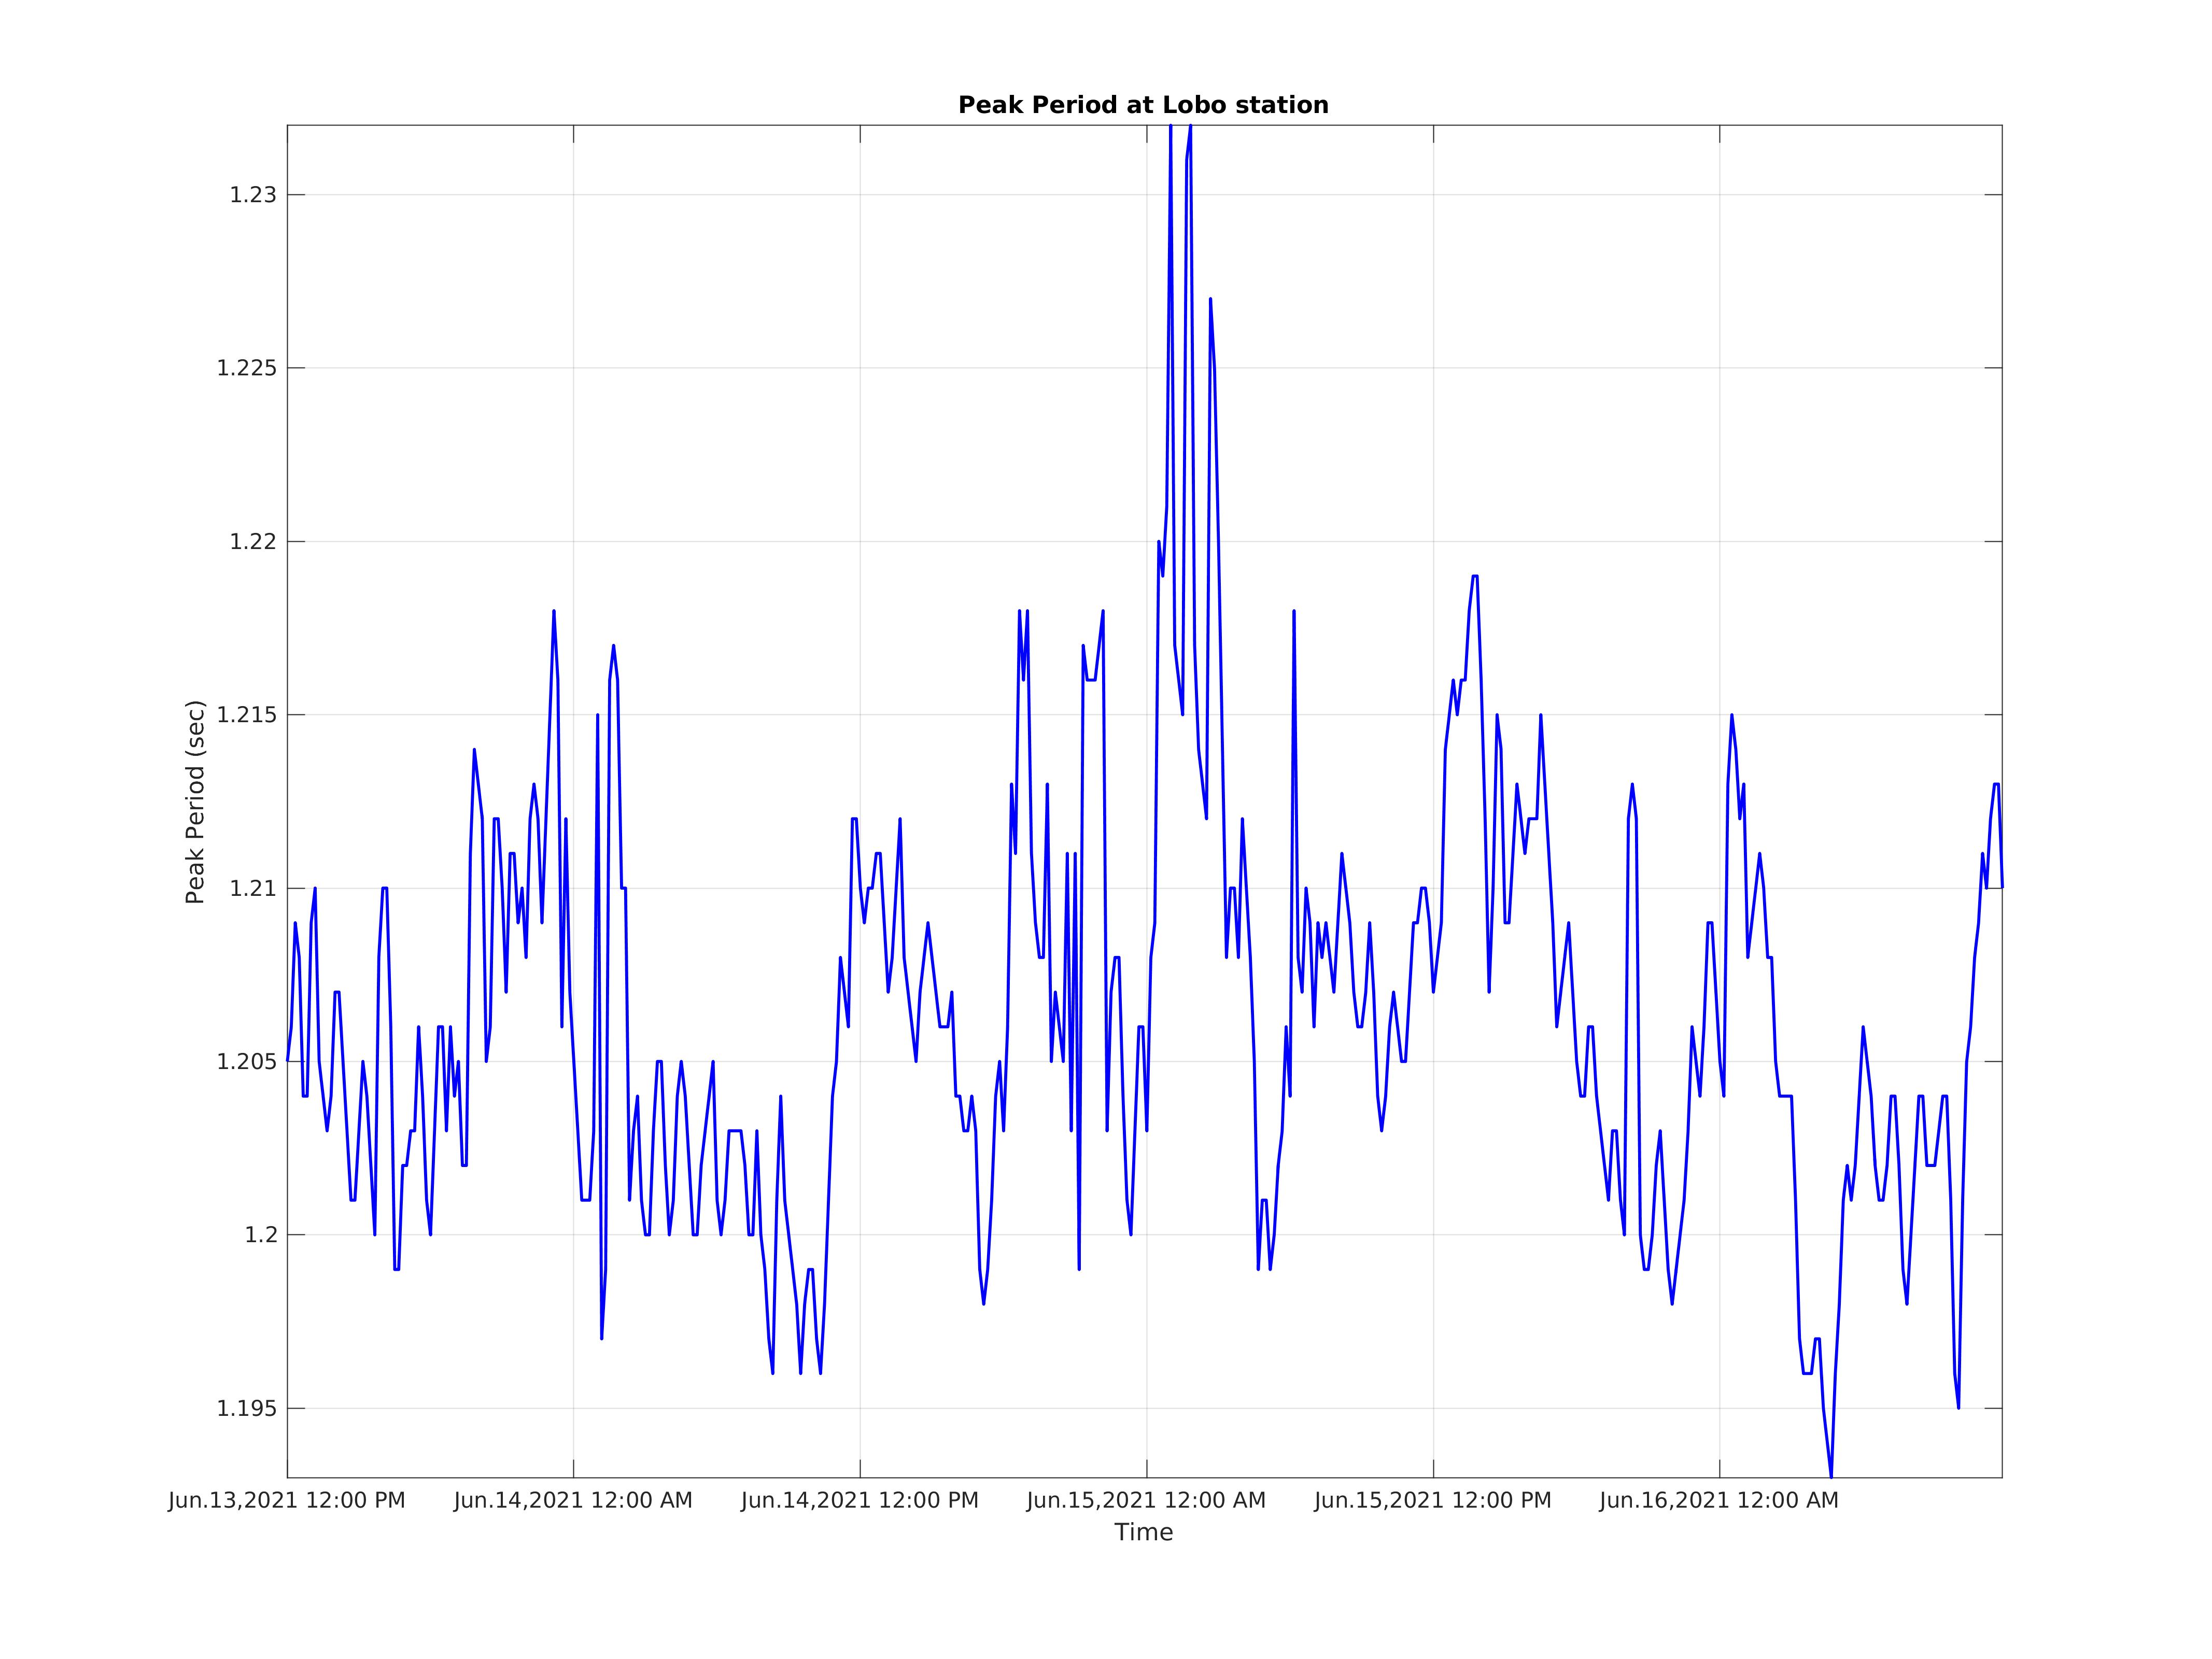 Peak Period at Lobo station
1.23
1.225
1.22
1.215
1.21
1.205
1.2
1.195
Peak Period (sec)
Jun.13,2021 12:00 PM
Jun.14,2021 12:00 AM
Jun.14,2021 12:00 PM
Jun.15,2021 12:00 AM
Jun.15,2021 12:00 PM
Jun.16,2021 12:00 AM
Time